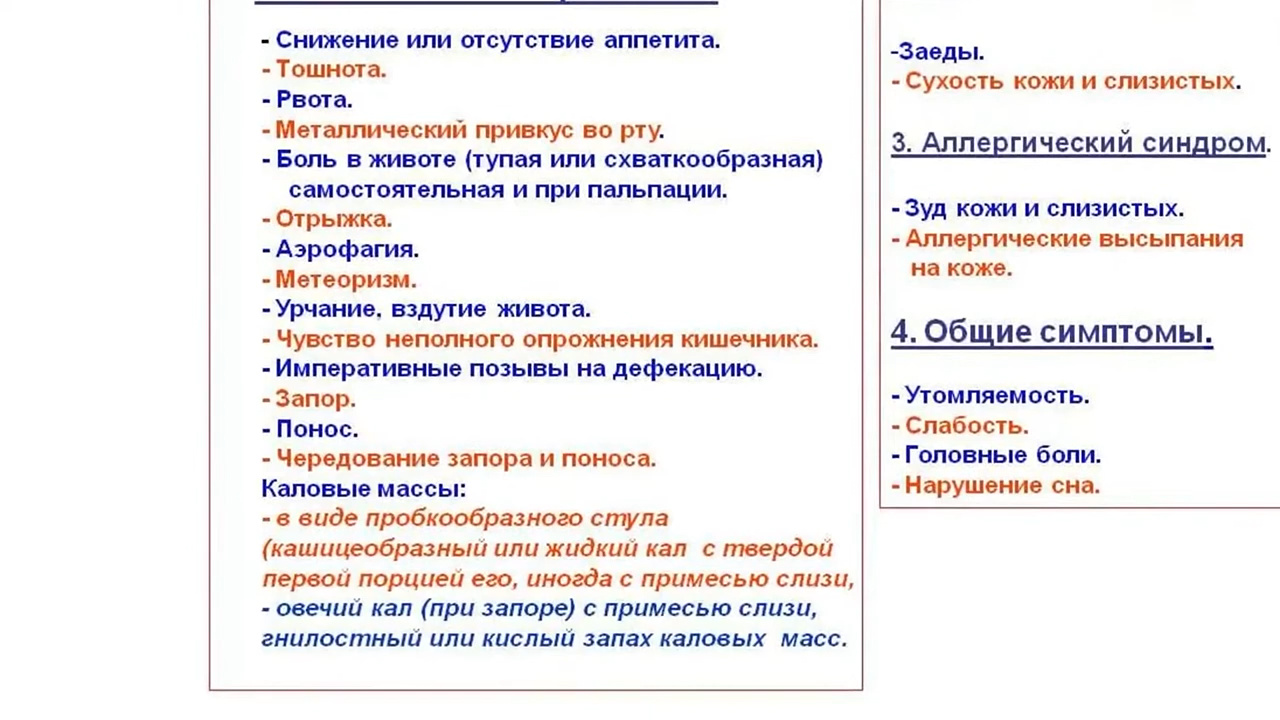 - Снижение или отсутствие аппетита.
- Тошнота.
- Рвота.
- Металлический привкус во рту.
- Боль в животе (тупая или схваткообразная)
самостоятельная и при пальпации.
- Отрыжка.
- Аэрофагия.
- Метеоризм.
- Урчание, вздутие живота.
- Чувство неполного опрожнения кишечника.
- Императивные позывы на дефекацию.
- Запор.
- Понос.
- Чередование запора и поноса.
Каловые массы:
- в виде пробкообразного стула
(кашицеобразный или жидкий кал с твердой
первой порцией его, иногда с примесью слизи,
- овечий кал (при запоре) с примесью слизи,
гнилостный или кислый запах каловых масс.
-Заеды.
- Сухость кожи и слизистых.
3. Аллергический синдром.
- Зуд кожи и слизистых.
- Аллергические высыпания
на коже.
4. Общие симптомы.
- Утомляемость.
- Слабость.
- Головные боли.
- Нарушение сна.